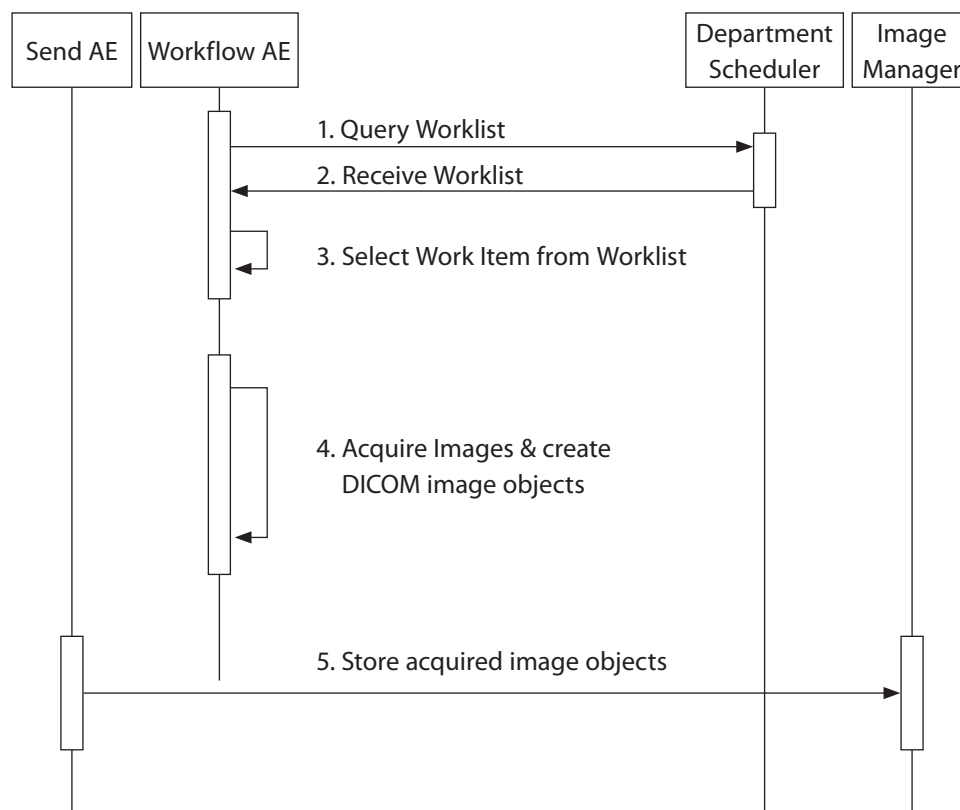 Send AE
Workflow AE
Department
Scheduler
Image
Manager
1. Query Worklist
2. Receive Worklist
3. Select Work Item from Worklist
4. Acquire Images & create
DICOM image objects
5. Store acquired image objects